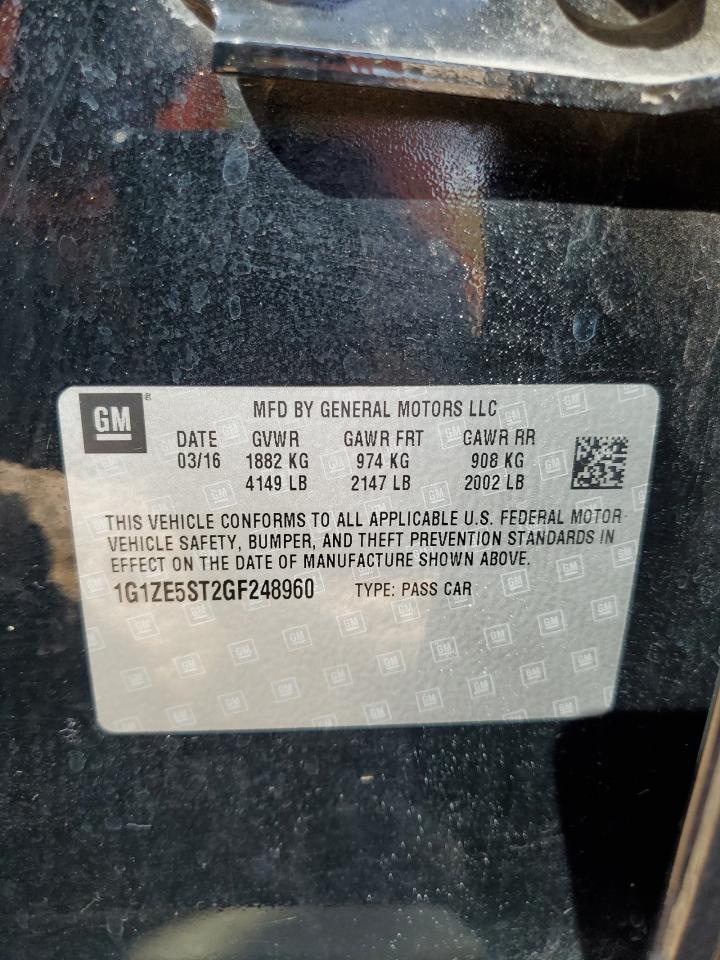 GM®
MFD BY GENERAL MOTORS LLC
DATE GVWR GAWR FRT GAWR RR
03/16 1882 KG 974 KG 908 KG
4149 LB 2147 LB 2002 LB
THIS VEHICLE CONFORMS TO ALL APPLICABLE U.S. FEDERAL MOTOR
VEHICLE SAFETY, BUMPER, AND THEFT PREVENTION STANDARDS IN
EFFECT ON THE DATE OF MANUFACTURE SHOWN ABOVE.
1G1ZE5ST2GF248960 TYPE: PASS CAR